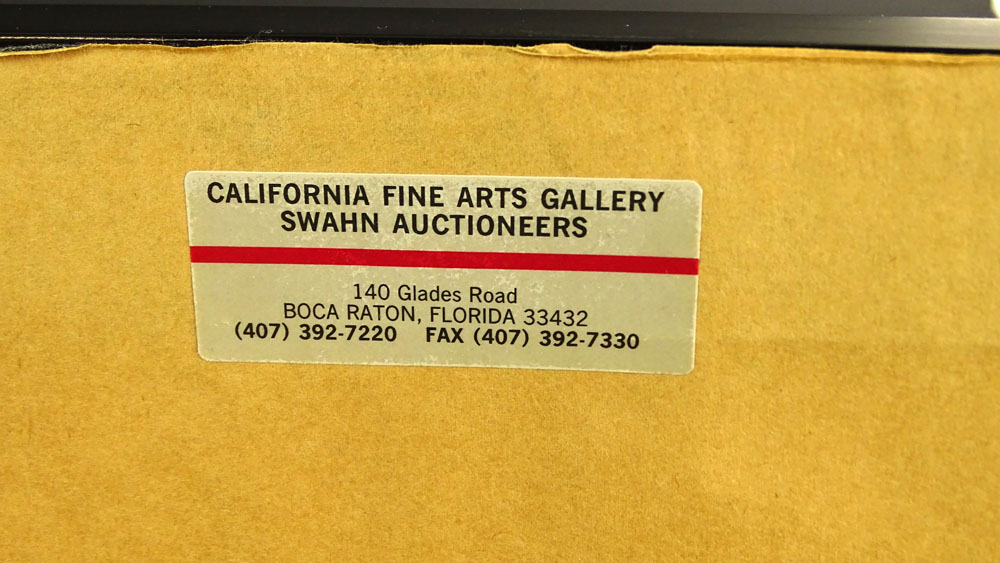 CALIFORNIA FINE ARTS GALLERY
SWAHN AUCTIONEERS
140 Glades Road
BOCA RATON, FLORIDA 33432
(407) 392-7220 FAX (407) 392-7330